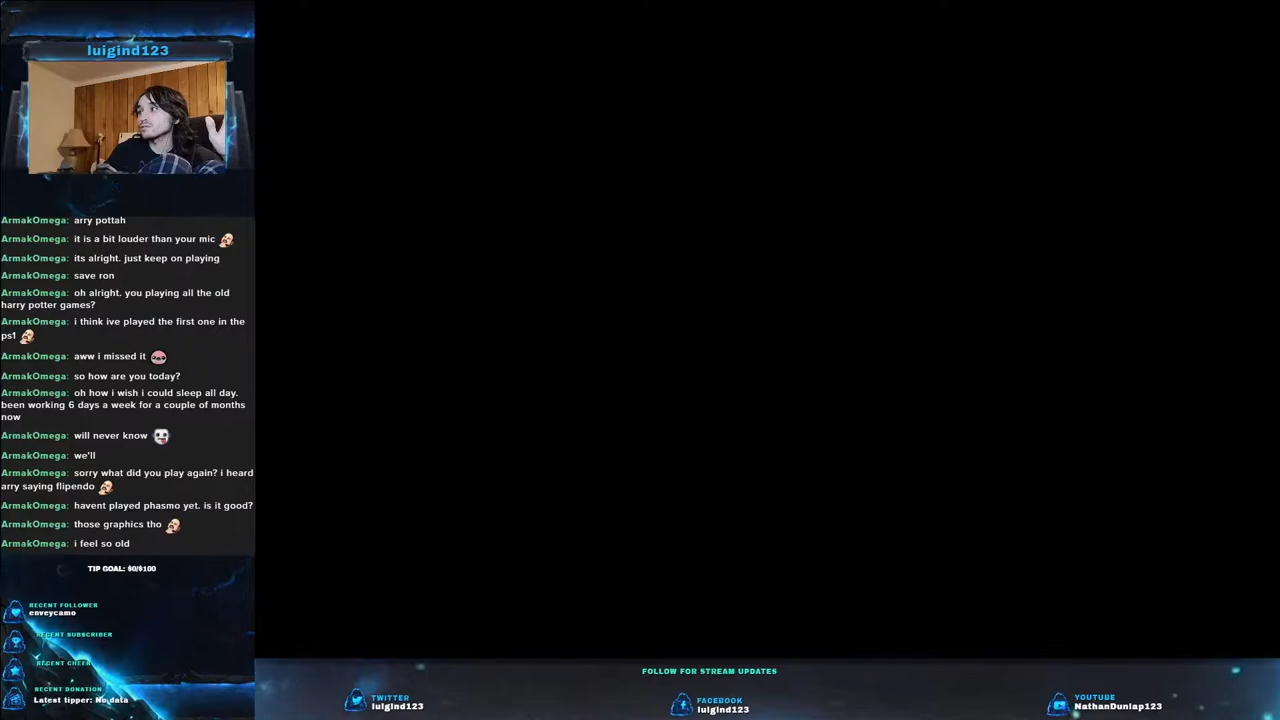 luigind123
ArmakOmega: arry pottah
ArmakOmega: it is a bit louder than your mic
ArmakOmega: its alright. just keep on playing
ArmakOmega: save ron
ArmakOmega: oh alright. you playing all the old
harry potter games?
ArmakOmega: i think ive played the first one in the
ps1
ArmakOmega: aww i missed it
ArmakOmega: so how are you today?
ArmakOmega: oh how i wish i could sleep all day.
been working 6 days a week for a couple of months
now
ArmakOmega: will never know
ArmakOmega: we'll
ArmakOmega: sorry what did you play again? i heard
arry saying flipendo
ArmakOmega: havent played phasmo yet. is it good?
ArmakOmega: those graphics tho
ArmakOmega: i feel so old
TIP GOAL: $0/$100
RECENT FOLLOWER
enveycamo
RECENT SUBSCRIBER
RECENT CHEER
RECENT DONATION
Latest tipper: No data
FOLLOW FOR STREAM UPDATES
TWITTER
luigind123
FACEBOOK
luigind123
YOUTUBE
NathanDunlap123